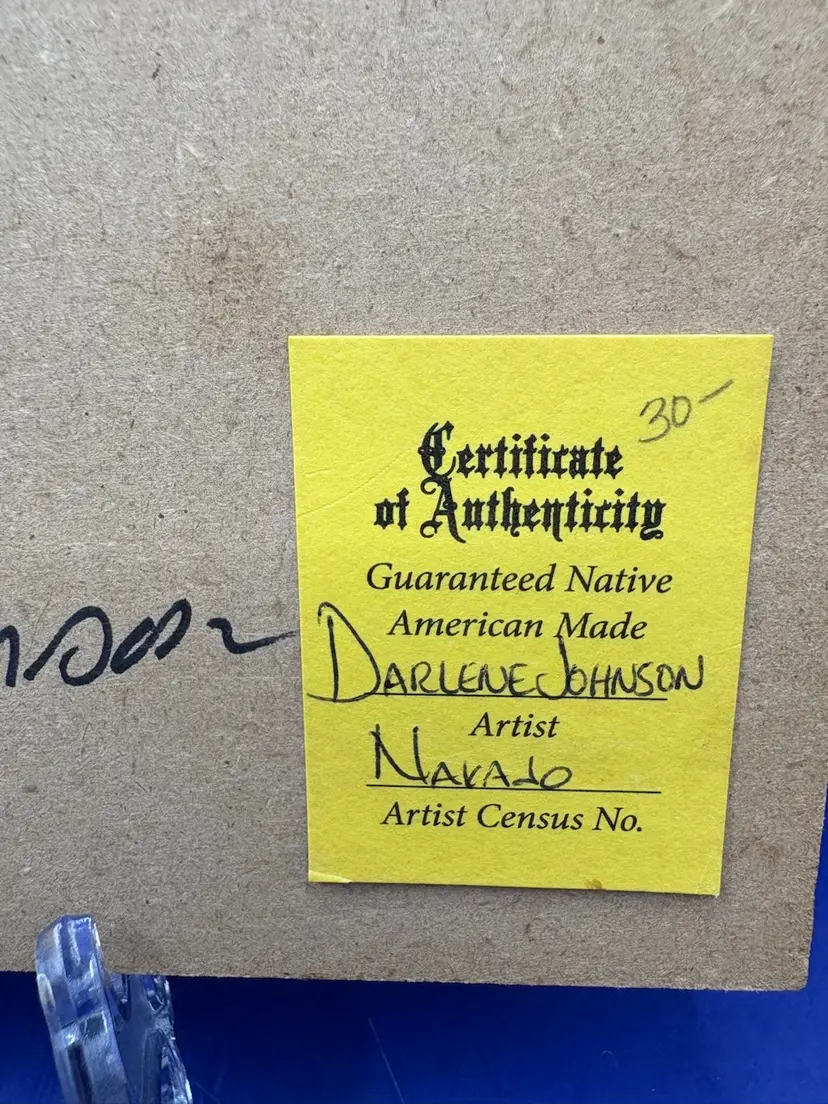 30-
Certificate
of Authenticity
Guaranteed Native
American Made
DARLENE JOHNSON
Artist
NAVAJO
Artist Census No.